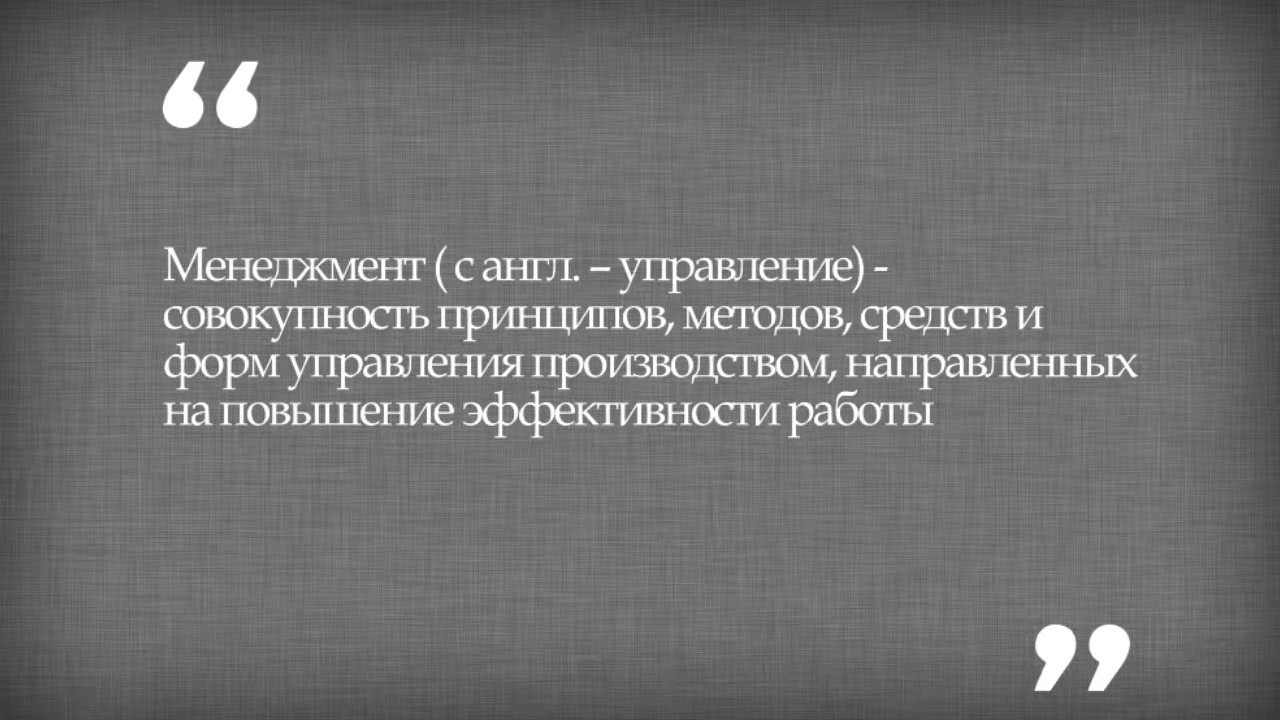 “
Менеджмент ( с англ. – управление) -
совокупность принципов, методов, средств и
форм управления производством, направленных
на повышение эффективности работы
”